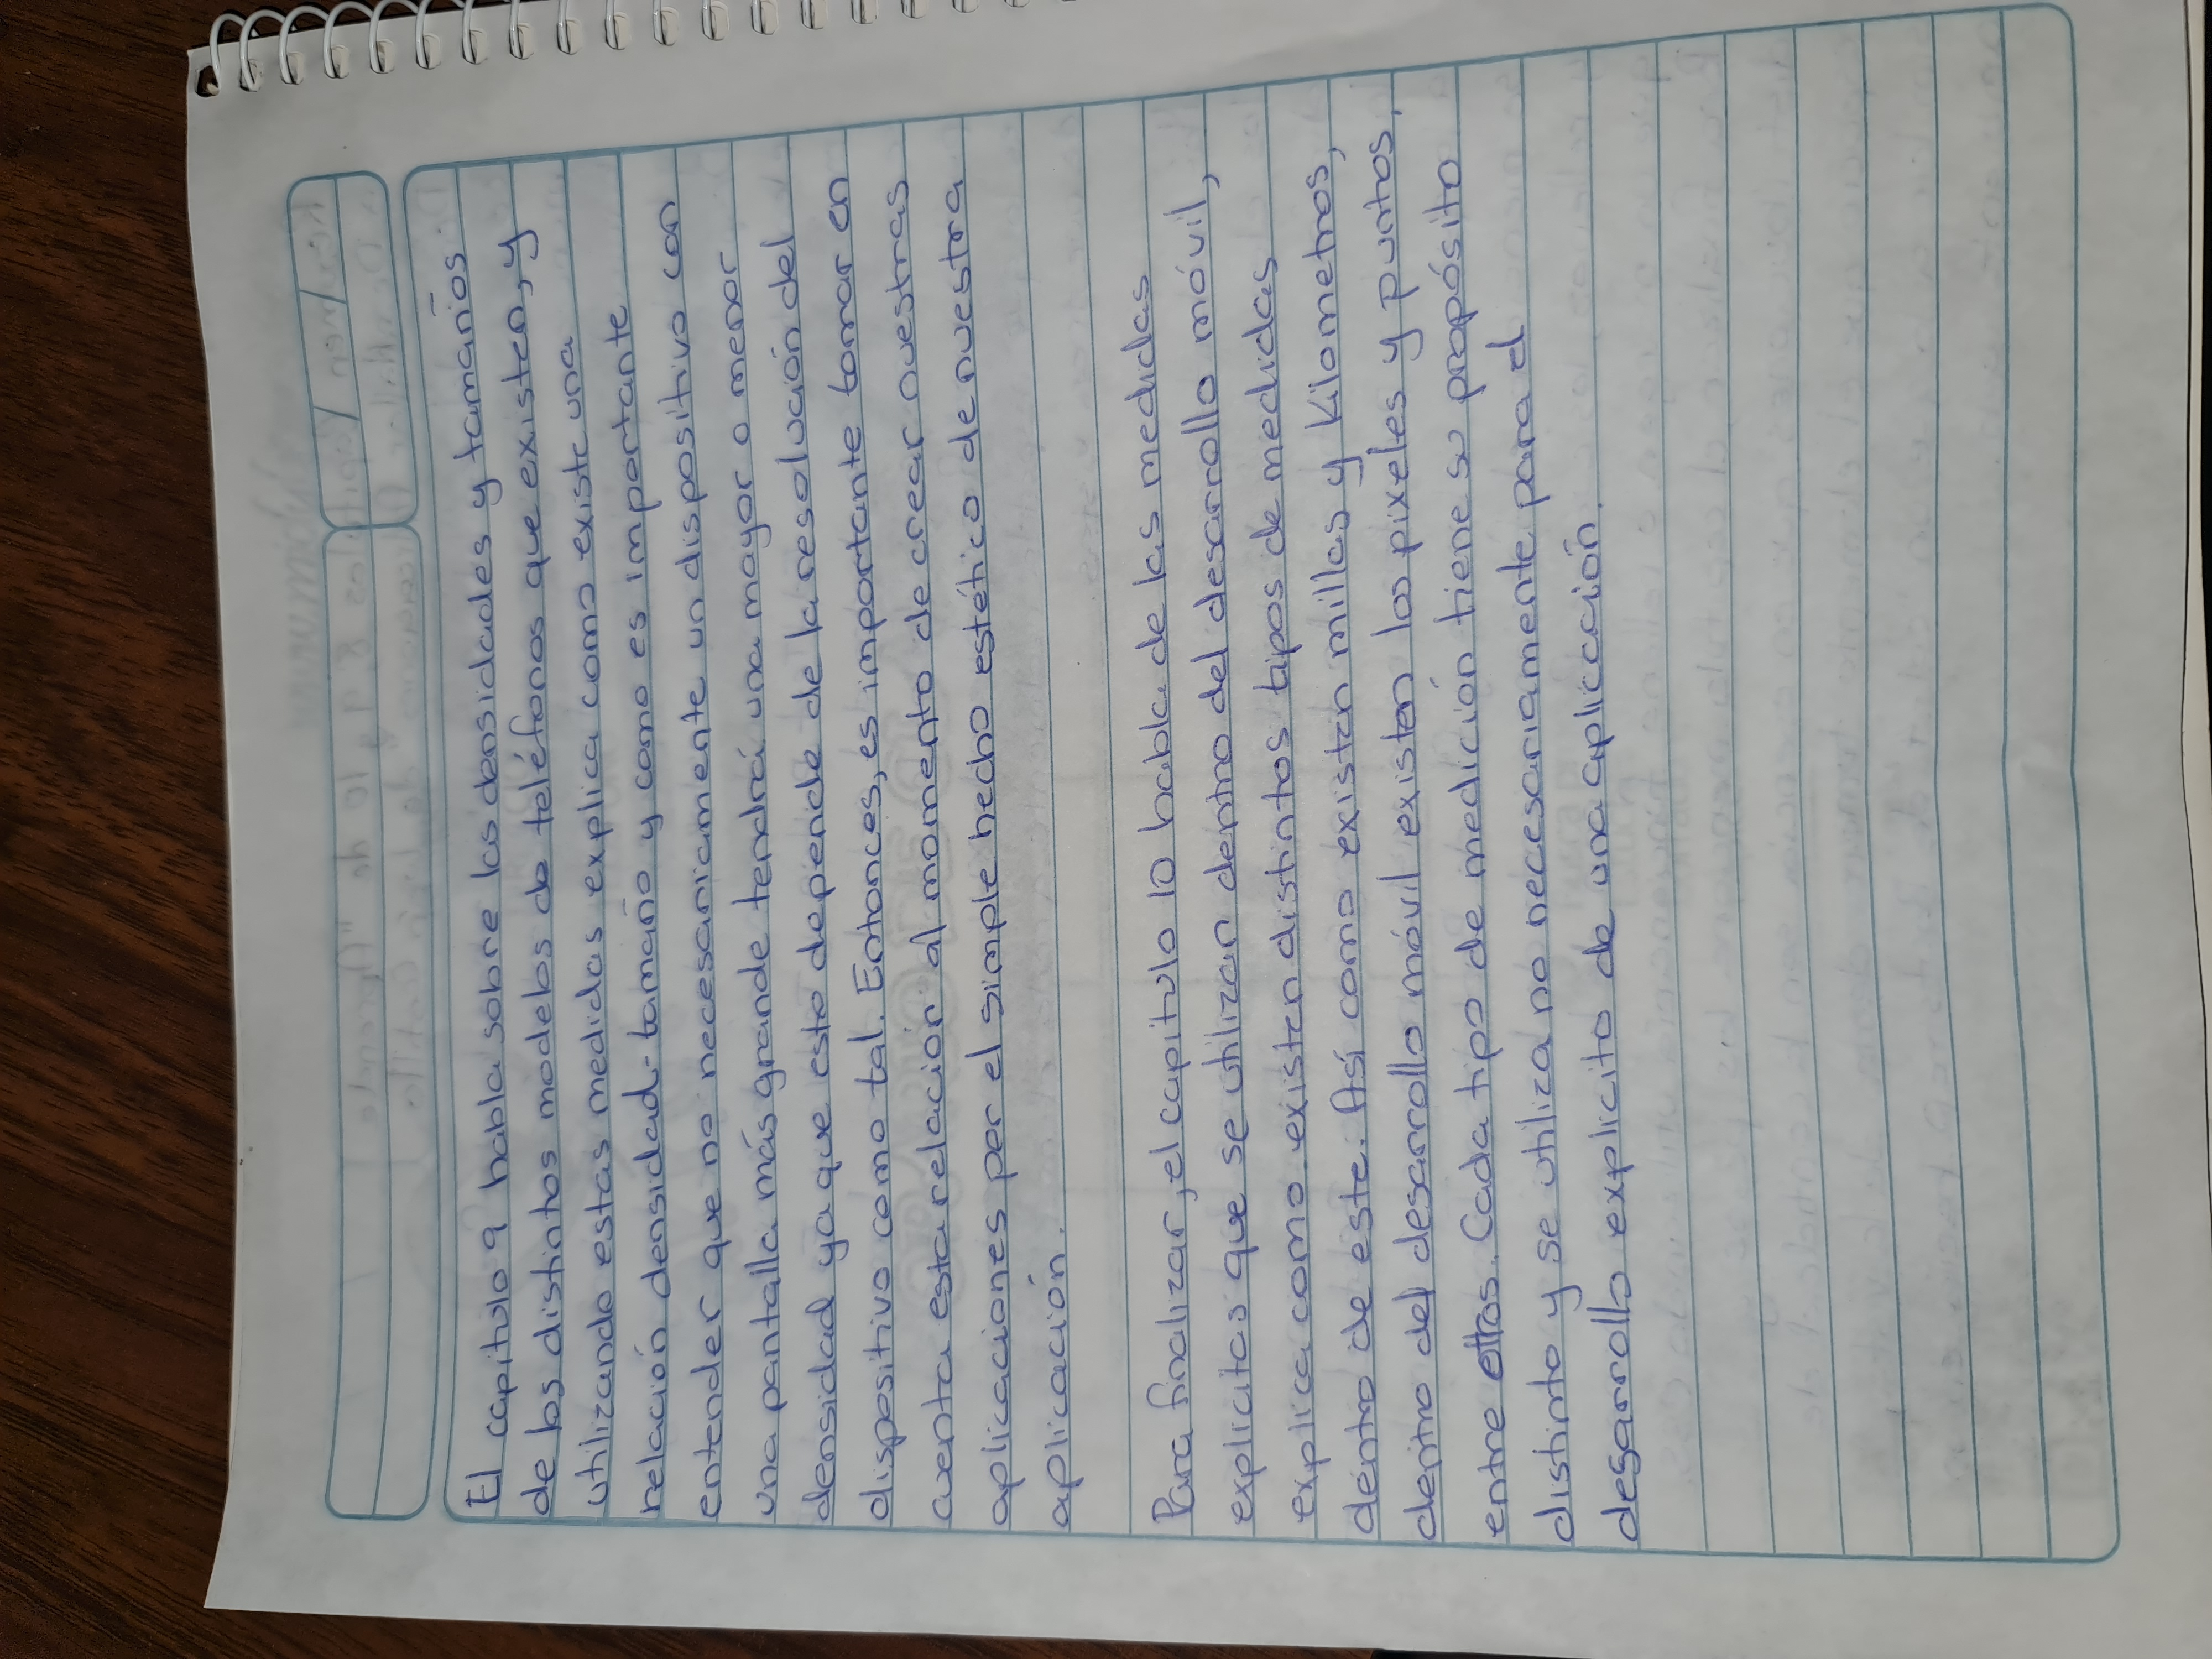 El capitulo 9 habla sobre las densidades y tamaños
de los distintos modelos de teléfonos que existen, y
utilizando estas medidas explica como existe una
relación densidad-tamaño y como es importante
entender que no necesariamente un dispositivo con
una pantalla más grande tendrá una mayor o menor
densidad ya que esto depende de la resolución del
dispositivo como tal. Entonces, es importante tomar en
cuenta esta relación al momento de crear nuestras
aplicaciones por el simple hecho estético de nuestra
aplicación.
Para finalizar, el capitulo 10 habla de las medidas
explicitas que se utilizan dentro del desarrollo móvil,
explica como existen distintos tipos de medidas
dentro de este. Así como existen millas y Kilometros,
dentro del desarrollo móvil existen los pixeles y puntos,
entre otros. Cada tipo de medición tiene su propósito
distinto y se utiliza no necesariamente para el
desarrollo explicito de una aplicación.